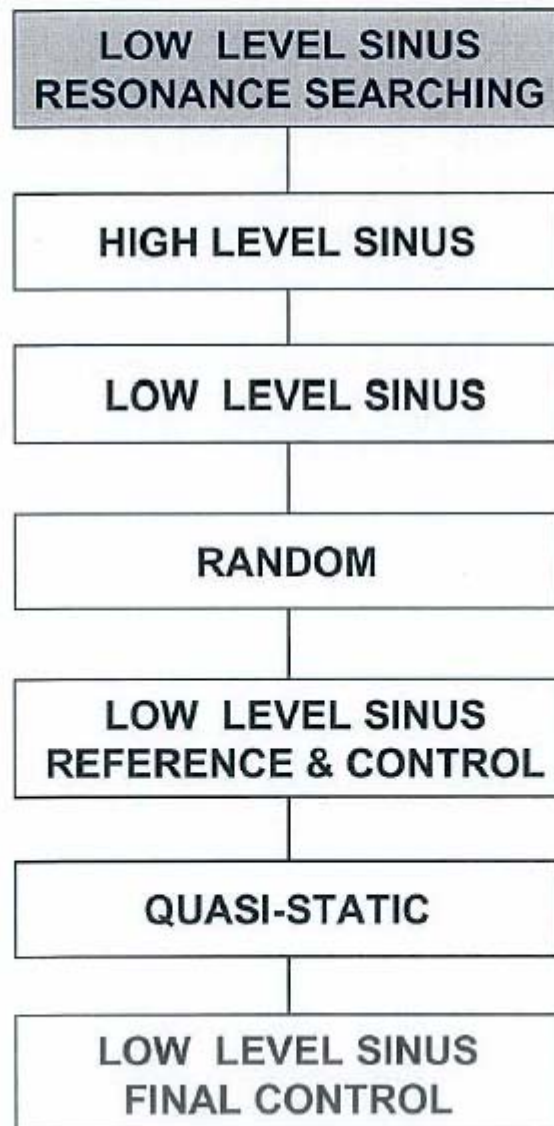 LOW LEVEL SINUS
RESONANCE SEARCHING
HIGH LEVEL SINUS
LOW LEVEL SINUS
RANDOM
LOW LEVEL SINUS
REFERENCE & CONTROL
QUASI-STATIC
LOW LEVEL SINUS
FINAL CONTROL